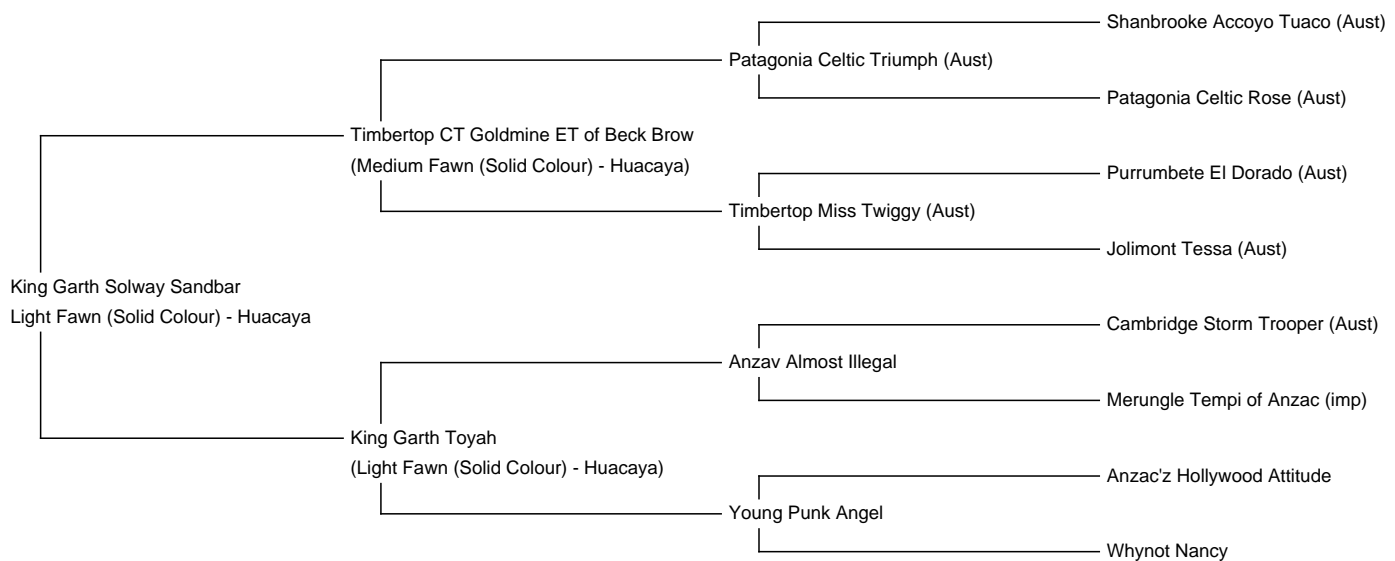 Shanbrooke Accoyo Tuaco (Aust)
Patagonia Celtic Triumph (Aust)
Patagonia Celtic Rose (Aust)
Timbertop CT Goldmine ET of Beck Brow
(Medium Fawn (Solid Colour) - Huacaya)
Purrumbete El Dorado (Aust)
Timbertop Miss Twiggy (Aust)
Jolimont Tessa (Aust)
King Garth Solway Sandbar
Light Fawn (Solid Colour) - Huacaya
Cambridge Storm Trooper (Aust)
Anzav Almost Illegal
Merungle Tempi of Anzac (imp)
King Garth Toyah
(Light Fawn (Solid Colour) - Huacaya)
Anzac'z Hollywood Attitude
Young Punk Angel
Whynot Nancy